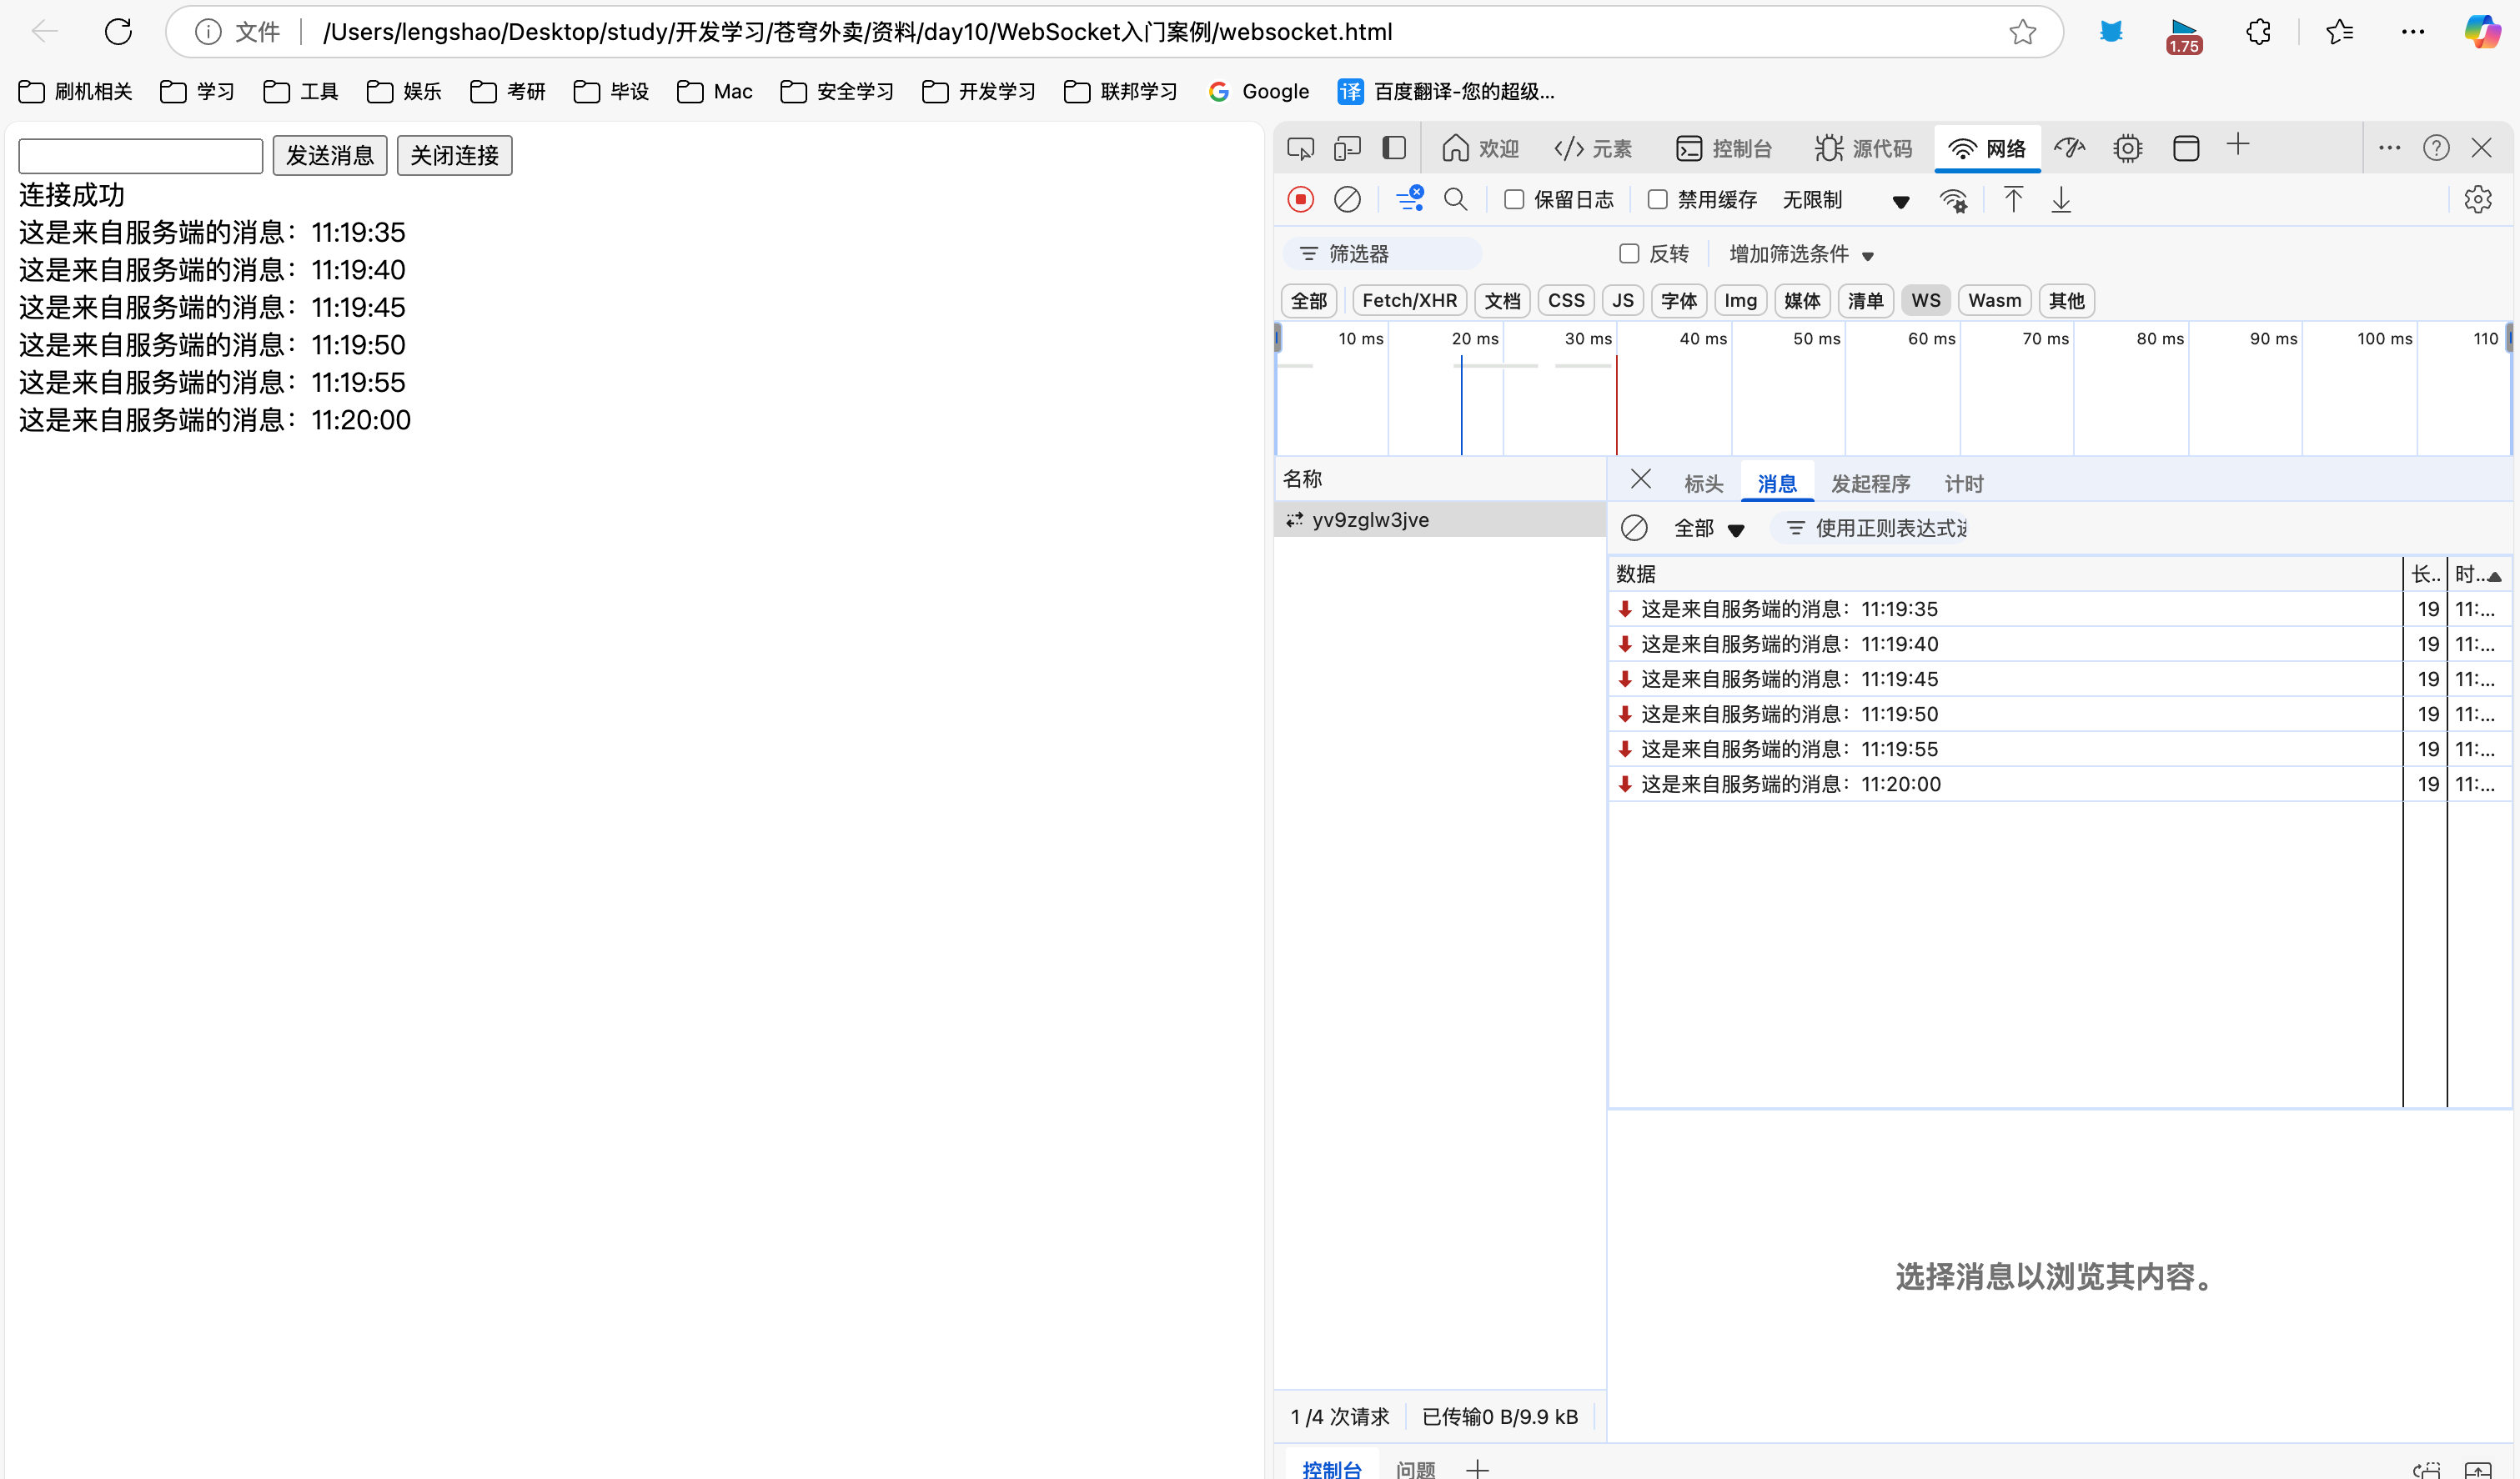 文件 /Users/lengshao/Desktop/study/开发学习/苍穹外卖/资料/day10/WebSocket入门案例/websocket.html 1.75
刷机相关 学习 工具 娱乐 考研 毕设 Mac 安全学习 开发学习 联邦学习 Google 译 百度翻译-您的超级...
发送消息 关闭连接
连接成功
这是来自服务端的消息：11:19:35
这是来自服务端的消息：11:19:40
这是来自服务端的消息：11:19:45
这是来自服务端的消息：11:19:50
这是来自服务端的消息：11:19:55
这是来自服务端的消息：11:20:00
欢迎 元素 控制台 源代码 网络
保留日志 禁用缓存 无限制
筛选器 反转 增加筛选条件
全部 Fetch/XHR 文档 CSS JS 字体 Img 媒体 清单 WS Wasm 其他
10 ms 20 ms 30 ms 40 ms 50 ms 60 ms 70 ms 80 ms 90 ms 100 ms 110
名称
yv9zglw3jve
标头 消息 发起程序 计时
全部 使用正则表达式进
数据 长.. 时...
这是来自服务端的消息：11:19:35 19 11:...
这是来自服务端的消息：11:19:40 19 11:...
这是来自服务端的消息：11:19:45 19 11:...
这是来自服务端的消息：11:19:50 19 11:...
这是来自服务端的消息：11:19:55 19 11:...
这是来自服务端的消息：11:20:00 19 11:...
选择消息以浏览其内容。
1 /4 次请求 已传输0 B/9.9 kB
控制台 问题